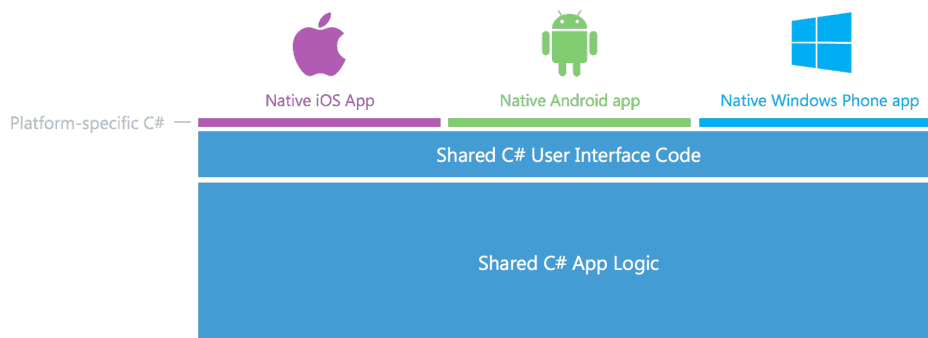 Native iOS App
Native Android app
Native Windows Phone app
Platform-specific C#
Shared C# User Interface Code
Shared C# App Logic